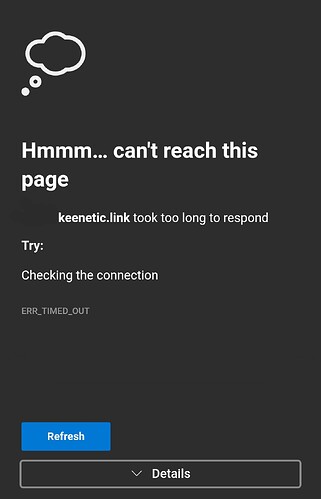 Hmmm… can't reach this
page
keenetic.link took too long to respond
Try:
Checking the connection
ERR_TIMED_OUT
Refresh
Details